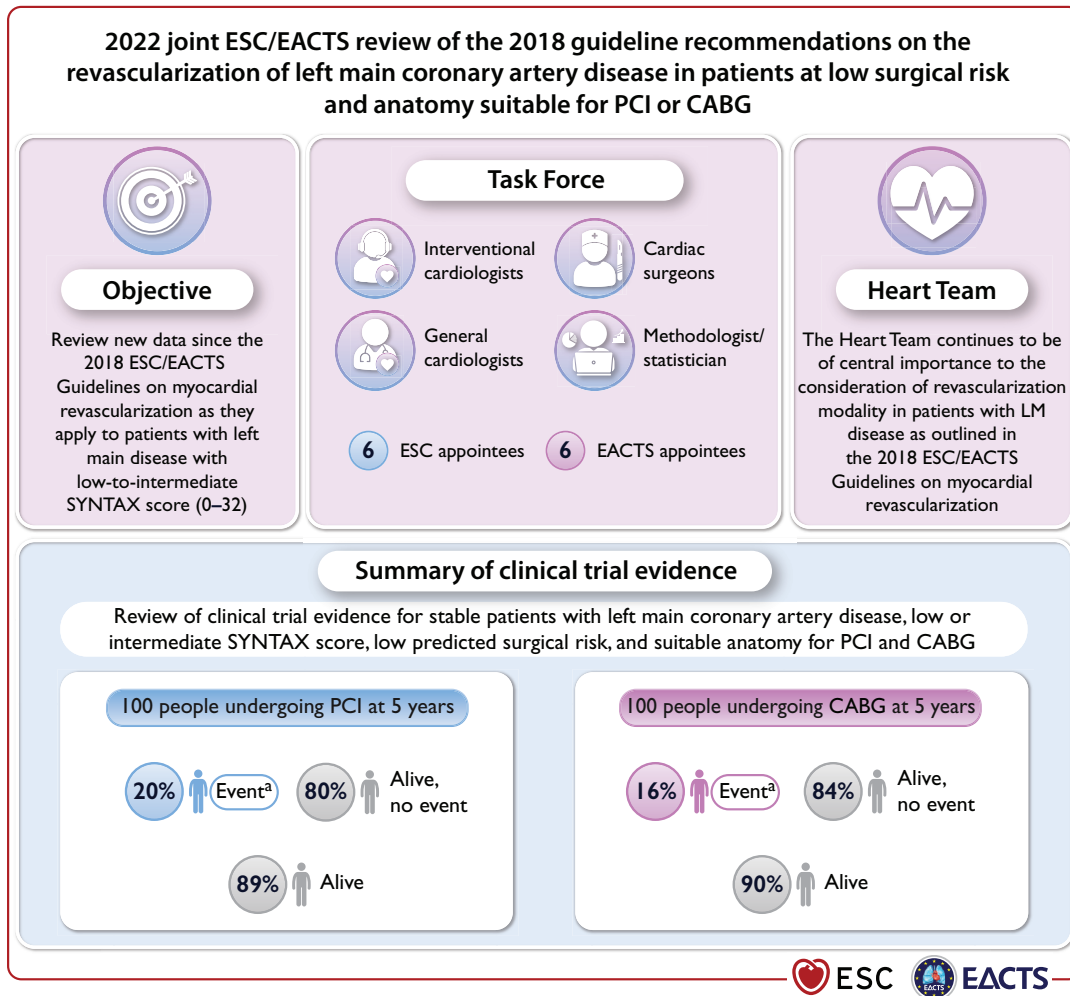 2022 joint ESC/EACTS review of the 2018 guideline recommendations on the
revascularization of left main coronary artery disease in patients at low surgical risk
and anatomy suitable for PCI or CABG
Objective
Review new data since the
2018 ESC/EACTS
Guidelines on myocardial
revascularization as they
apply to patients with left
main disease with
low-to-intermediate
SYNTAX score (0–32)
Task Force
Interventional
cardiologists
Cardiac
surgeons
General
cardiologists
Methodologist/
statistician
6 ESC appointees 6 EACTS appointees
Heart Team
The Heart Team continues to be
of central importance to the
consideration of revascularization
modality in patients with LM
disease as outlined in
the 2018 ESC/EACTS
Guidelines on myocardial
revascularization
Summary of clinical trial evidence
Review of clinical trial evidence for stable patients with left main coronary artery disease, low or
intermediate SYNTAX score, low predicted surgical risk, and suitable anatomy for PCI and CABG
100 people undergoing PCI at 5 years
20% Eventᵃ 80% Alive,
no event
89% Alive
100 people undergoing CABG at 5 years
16% Eventᵃ 84% Alive,
no event
90% Alive
ESC EACTS EACTS